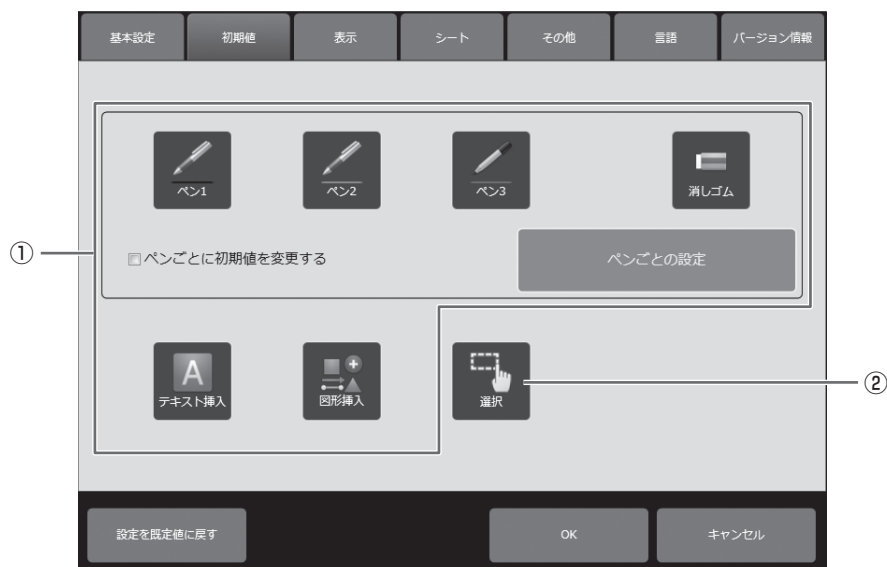 基本設定 初期値 表示 シート その他 言語 バージョン情報
ペン1 ペン2 ペン3 消しゴム
① □ペンごとに初期値を変更する ペンごとの設定
A
テキスト挿入 図形挿入 選択 ②
設定を既定値に戻す OK キャンセル